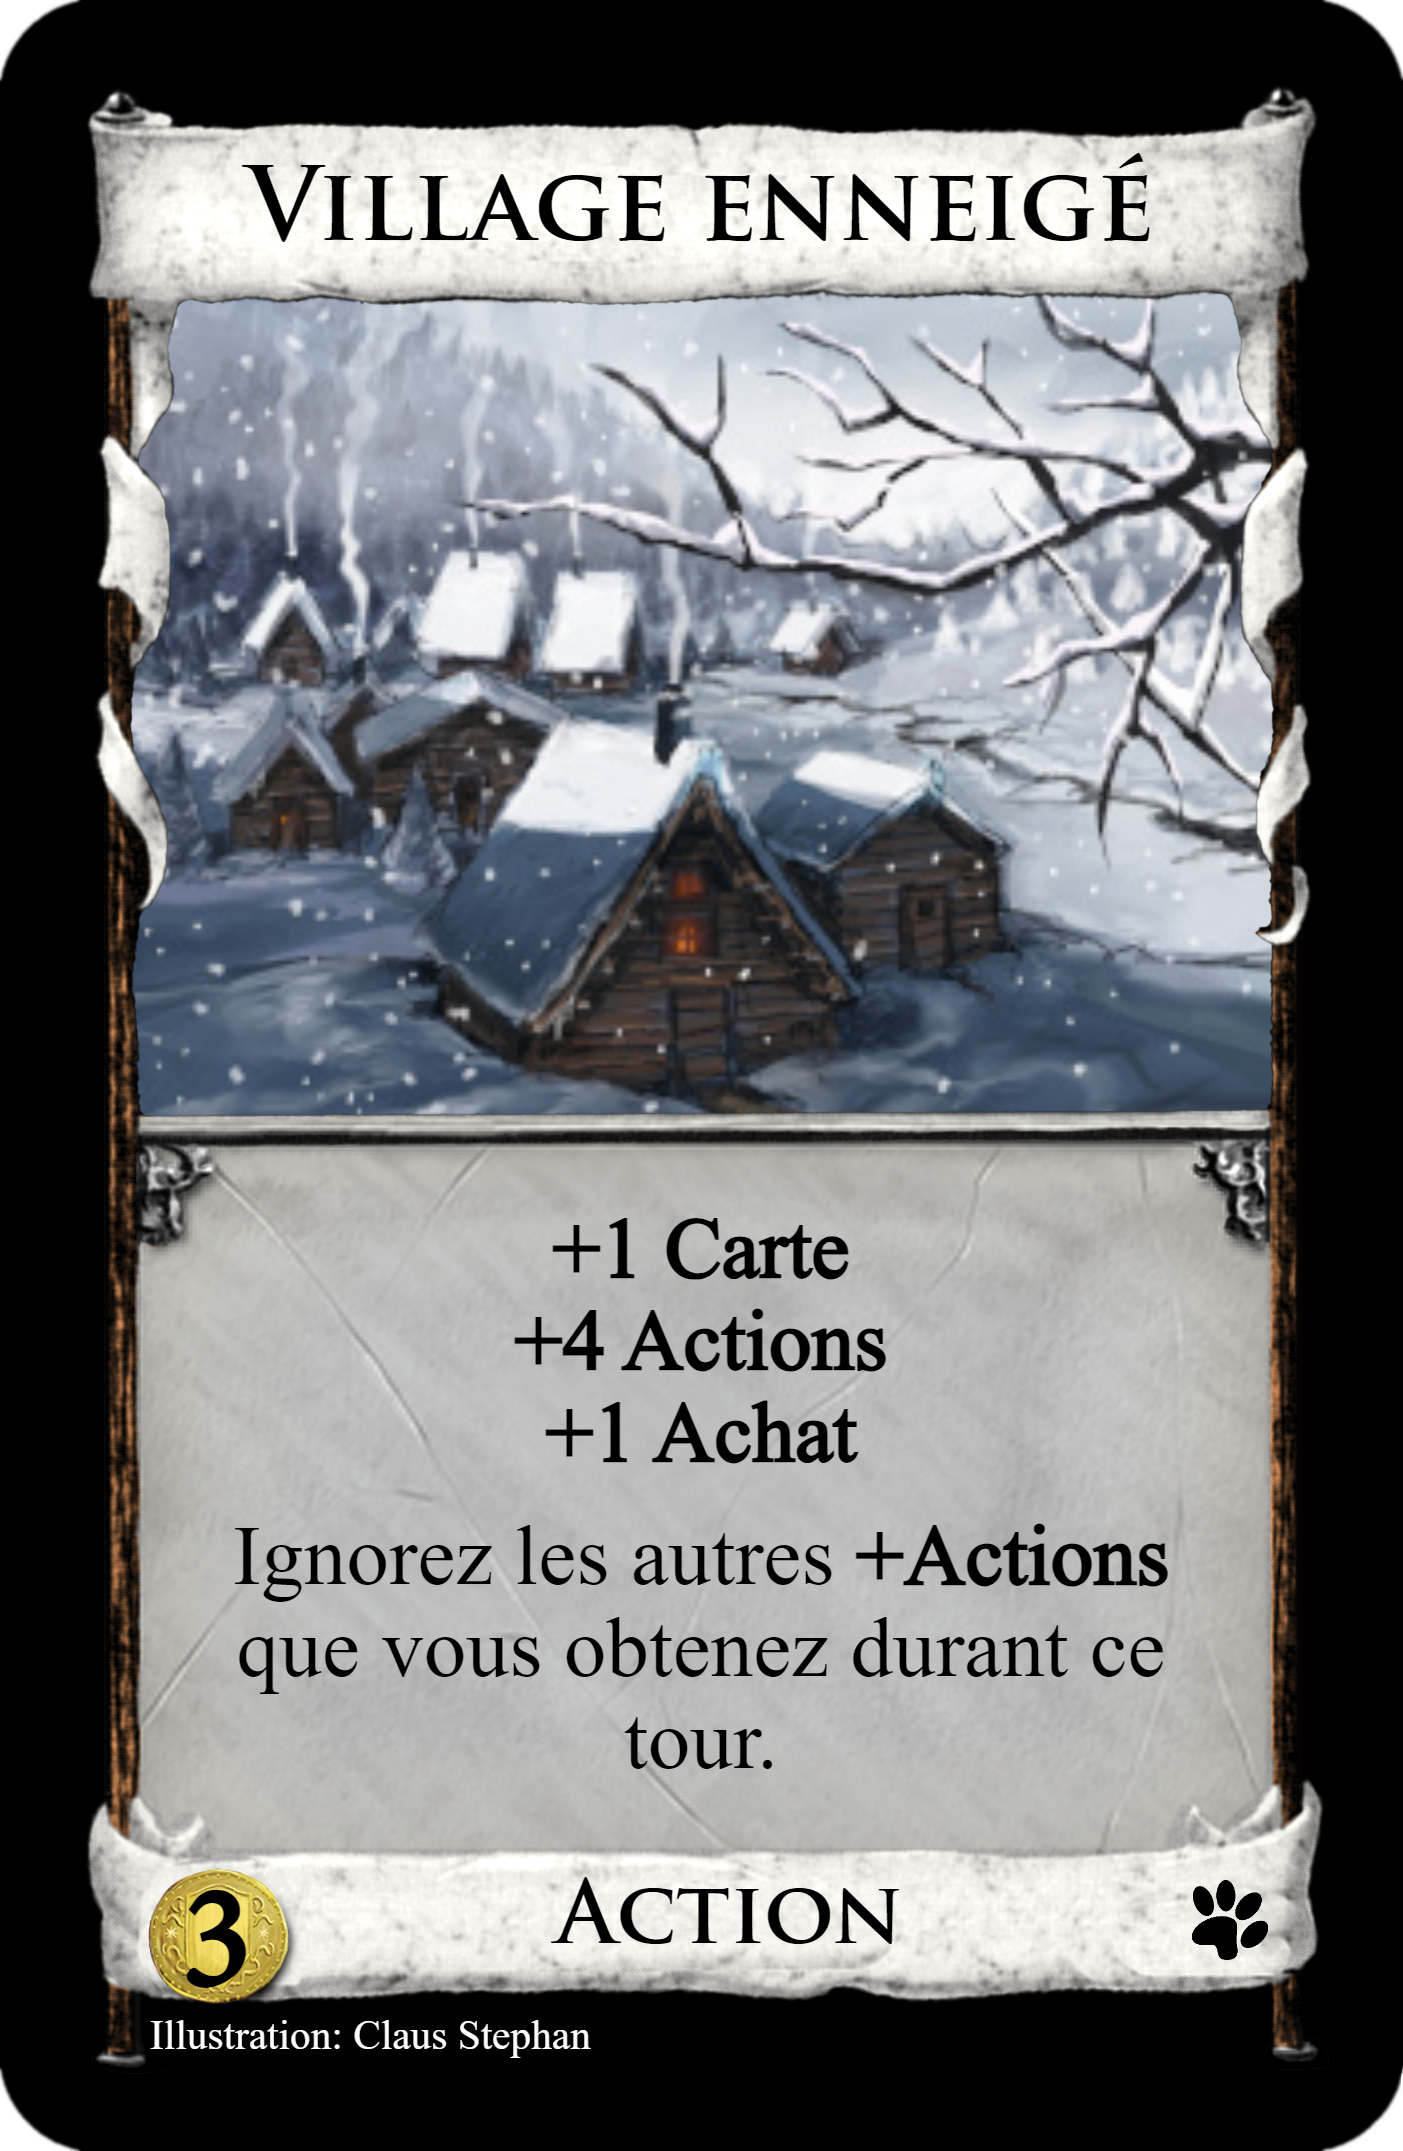 Village enneigé
+1 Carte
+4 Actions
+1 Achat
Ignorez les autres +Actions
que vous obtenez durant ce
tour.
3
Action
Illustration: Claus Stephan